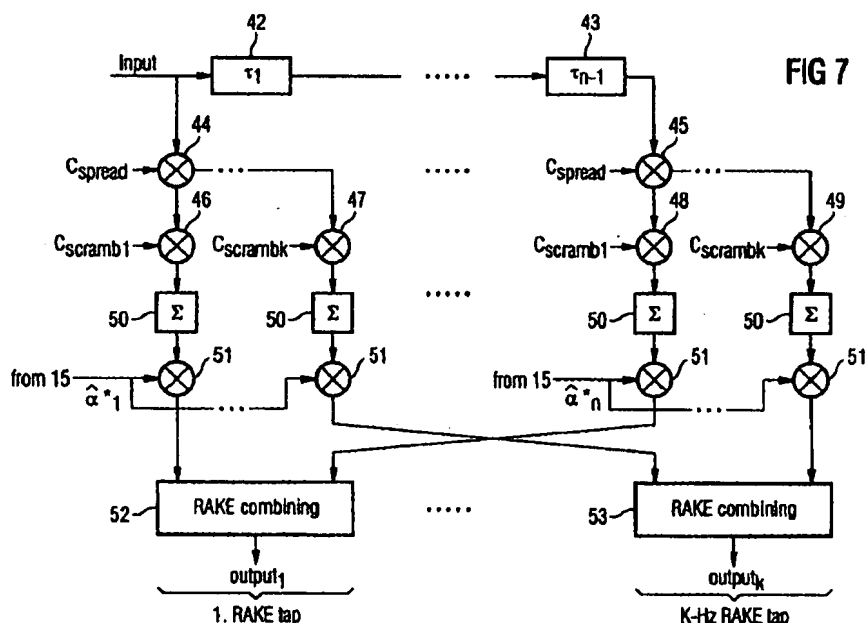 42
43
FIG 7
Input
τ1
.....
τn-1
44
45
Cspread
...
.....
Cspread
...
46
47
48
49
Cscramb1
Cscrambk
Cscramb1
Cscrambk
50
Σ
50
Σ
.....
50
Σ
50
Σ
51
51
51
51
from 15
from 15
α̂*1
...
α̂*n
...
52
RAKE combining
.....
53
RAKE combining
output1
outputk
1. RAKE tap
K-Hz RAKE tap